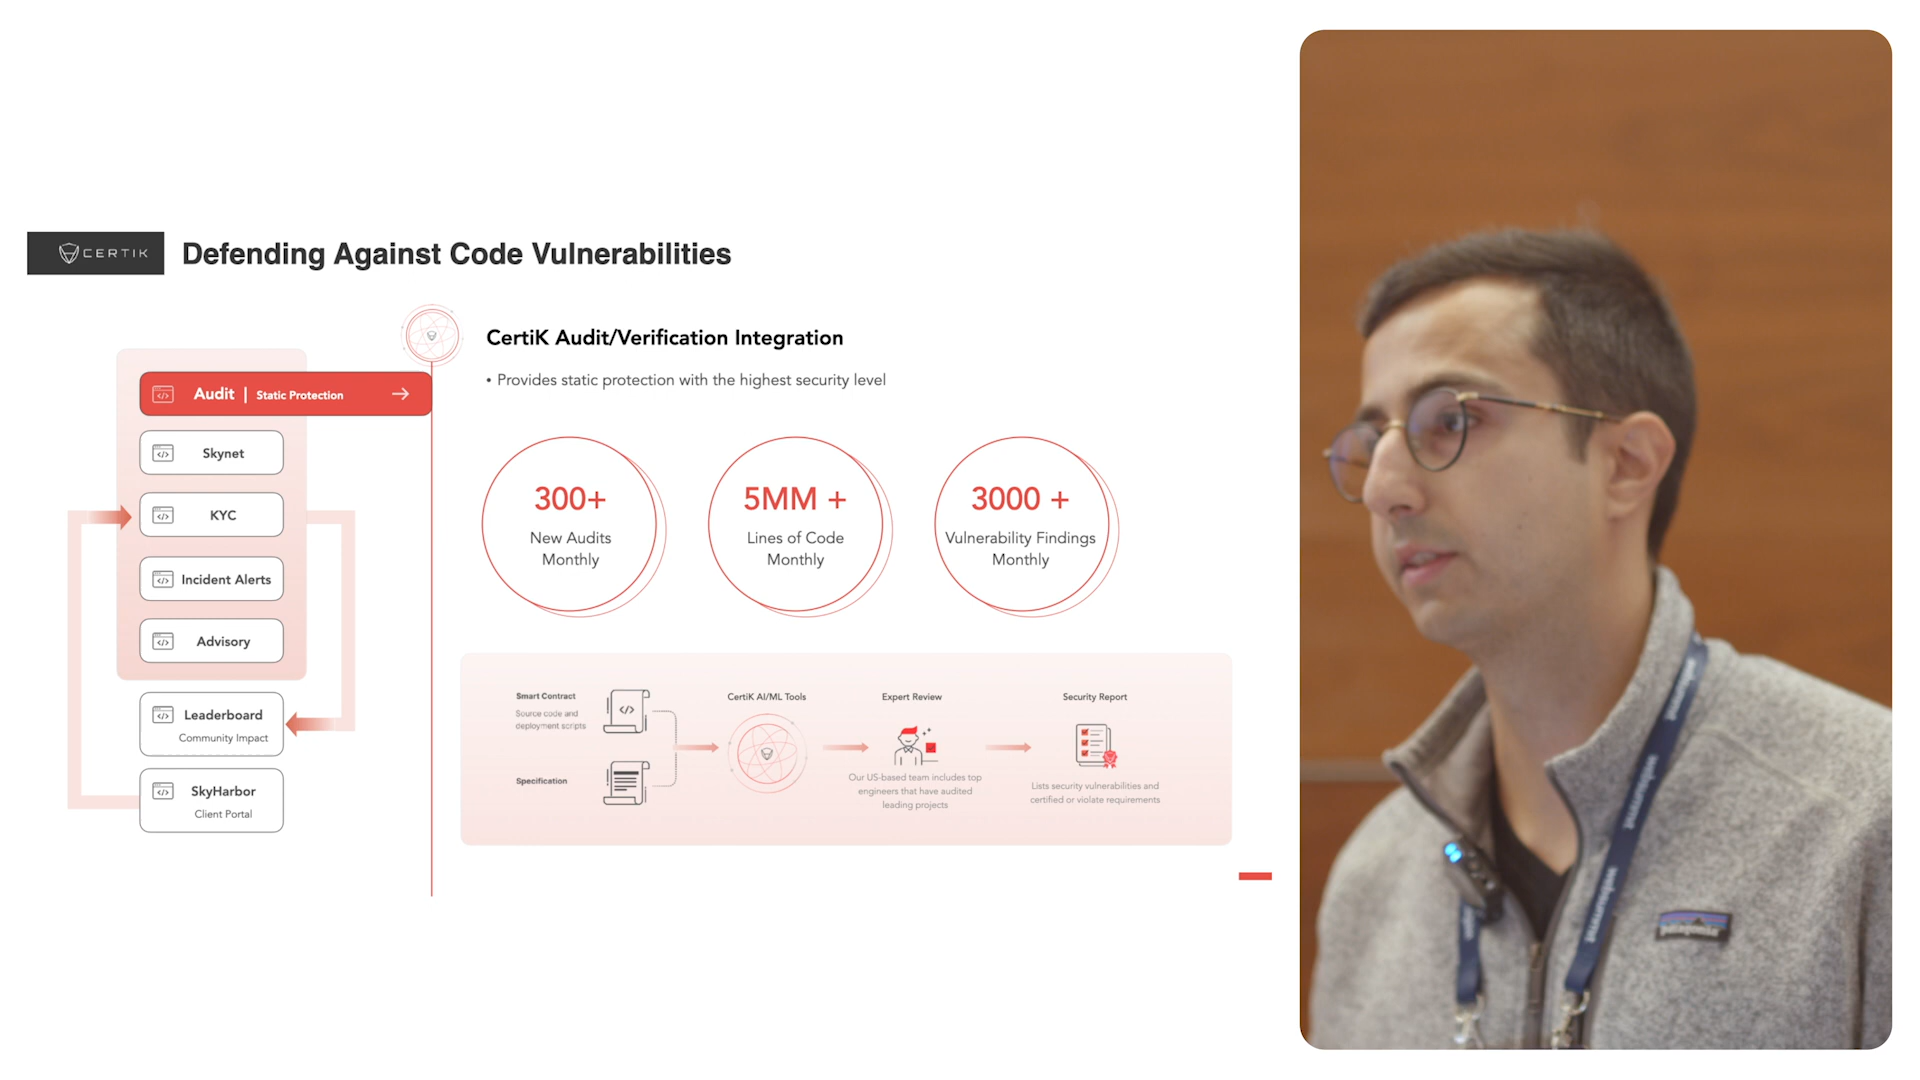 CERTIK
Defending Against Code Vulnerabilities
CertiK Audit/Verification Integration
• Provides static protection with the highest security level
Audit | Static Protection
Skynet
KYC
Incident Alerts
Advisory
Leaderboard
Community Impact
SkyHarbor
Client Portal
300+
New Audits
Monthly
5MM +
Lines of Code
Monthly
3000 +
Vulnerability Findings
Monthly
Smart Contract
Source code and
deployment scripts
Specification
CertiK AI/ML Tools
Expert Review
Our US-based team includes top
engineers that have audited
leading projects
Security Report
Lists security vulnerabilities and
certified or violate requirements